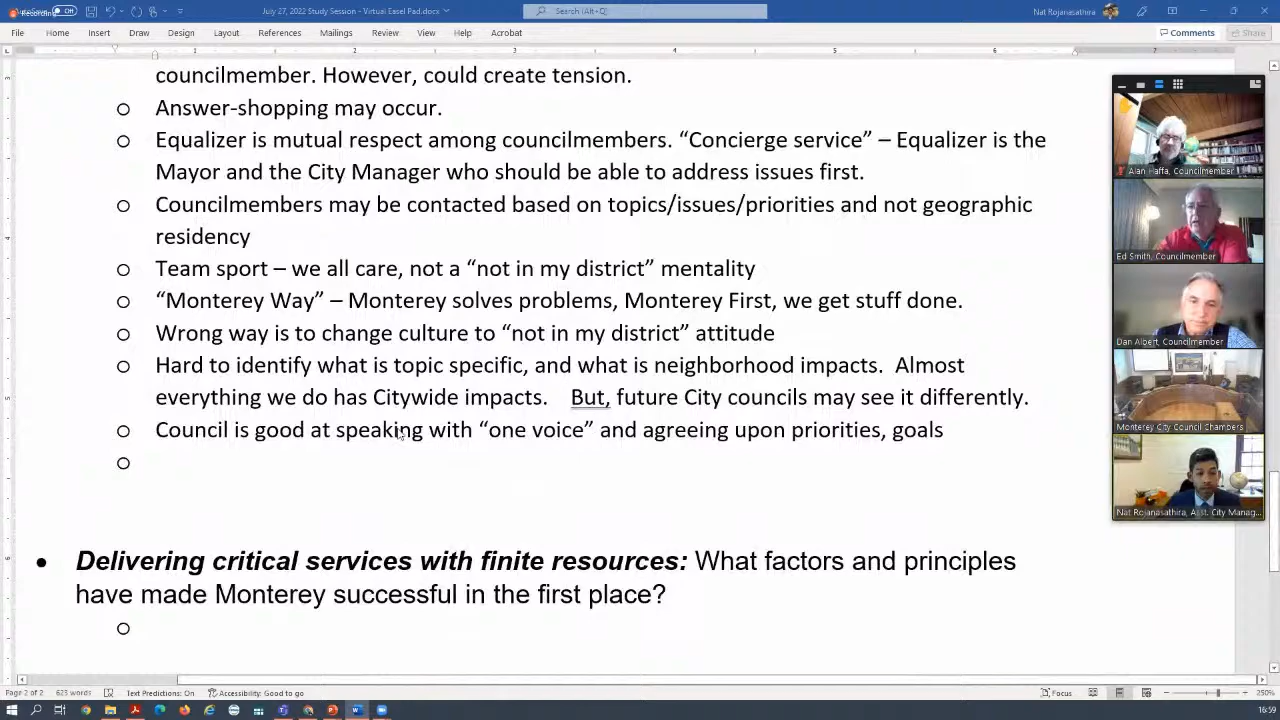 Recording
Off
July 27, 2022 Study Session - Virtual Easel Pad.docx
Search (Alt+Q)
Nat Rojanasathira
File Home Insert Draw Design Layout References Mailings Review View Help Acrobat
Comments Share
1 2 3 4 5 6 7
councilmember. However, could create tension.
o Answer-shopping may occur.
o Equalizer is mutual respect among councilmembers. “Concierge service” – Equalizer is the
Mayor and the City Manager who should be able to address issues first.
o Councilmembers may be contacted based on topics/issues/priorities and not geographic
residency
o Team sport – we all care, not a “not in my district” mentality
o “Monterey Way” – Monterey solves problems, Monterey First, we get stuff done.
o Wrong way is to change culture to “not in my district” attitude
o Hard to identify what is topic specific, and what is neighborhood impacts. Almost
everything we do has Citywide impacts. But, future City councils may see it differently.
o Council is good at speaking with “one voice” and agreeing upon priorities, goals
o
• Delivering critical services with finite resources: What factors and principles
have made Monterey successful in the first place?
o
Alan Haffa, Councilmember
Ed Smith, Councilmember
Dan Albert, Councilmember
Monterey City Council Chambers
Nat Rojanasathira, Asst. City Manag...
Page 2 of 2 623 words Text Predictions: On Accessibility: Good to go Focus 250%
16:59